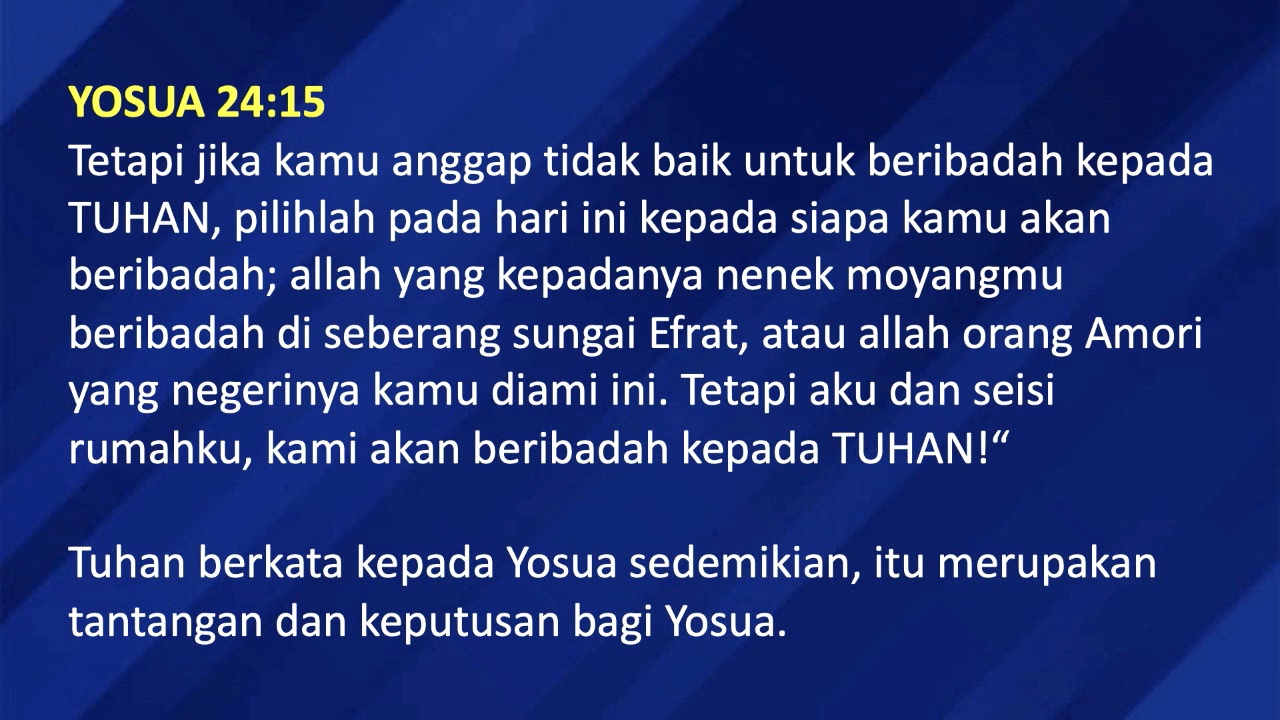 YOSUA 24:15
Tetapi jika kamu anggap tidak baik untuk beribadah kepada
TUHAN, pilihlah pada hari ini kepada siapa kamu akan
beribadah; allah yang kepadanya nenek moyangmu
beribadah di seberang sungai Efrat, atau allah orang Amori
yang negerinya kamu diami ini. Tetapi aku dan seisi
rumahku, kami akan beribadah kepada TUHAN!“
Tuhan berkata kepada Yosua sedemikian, itu merupakan
tantangan dan keputusan bagi Yosua.